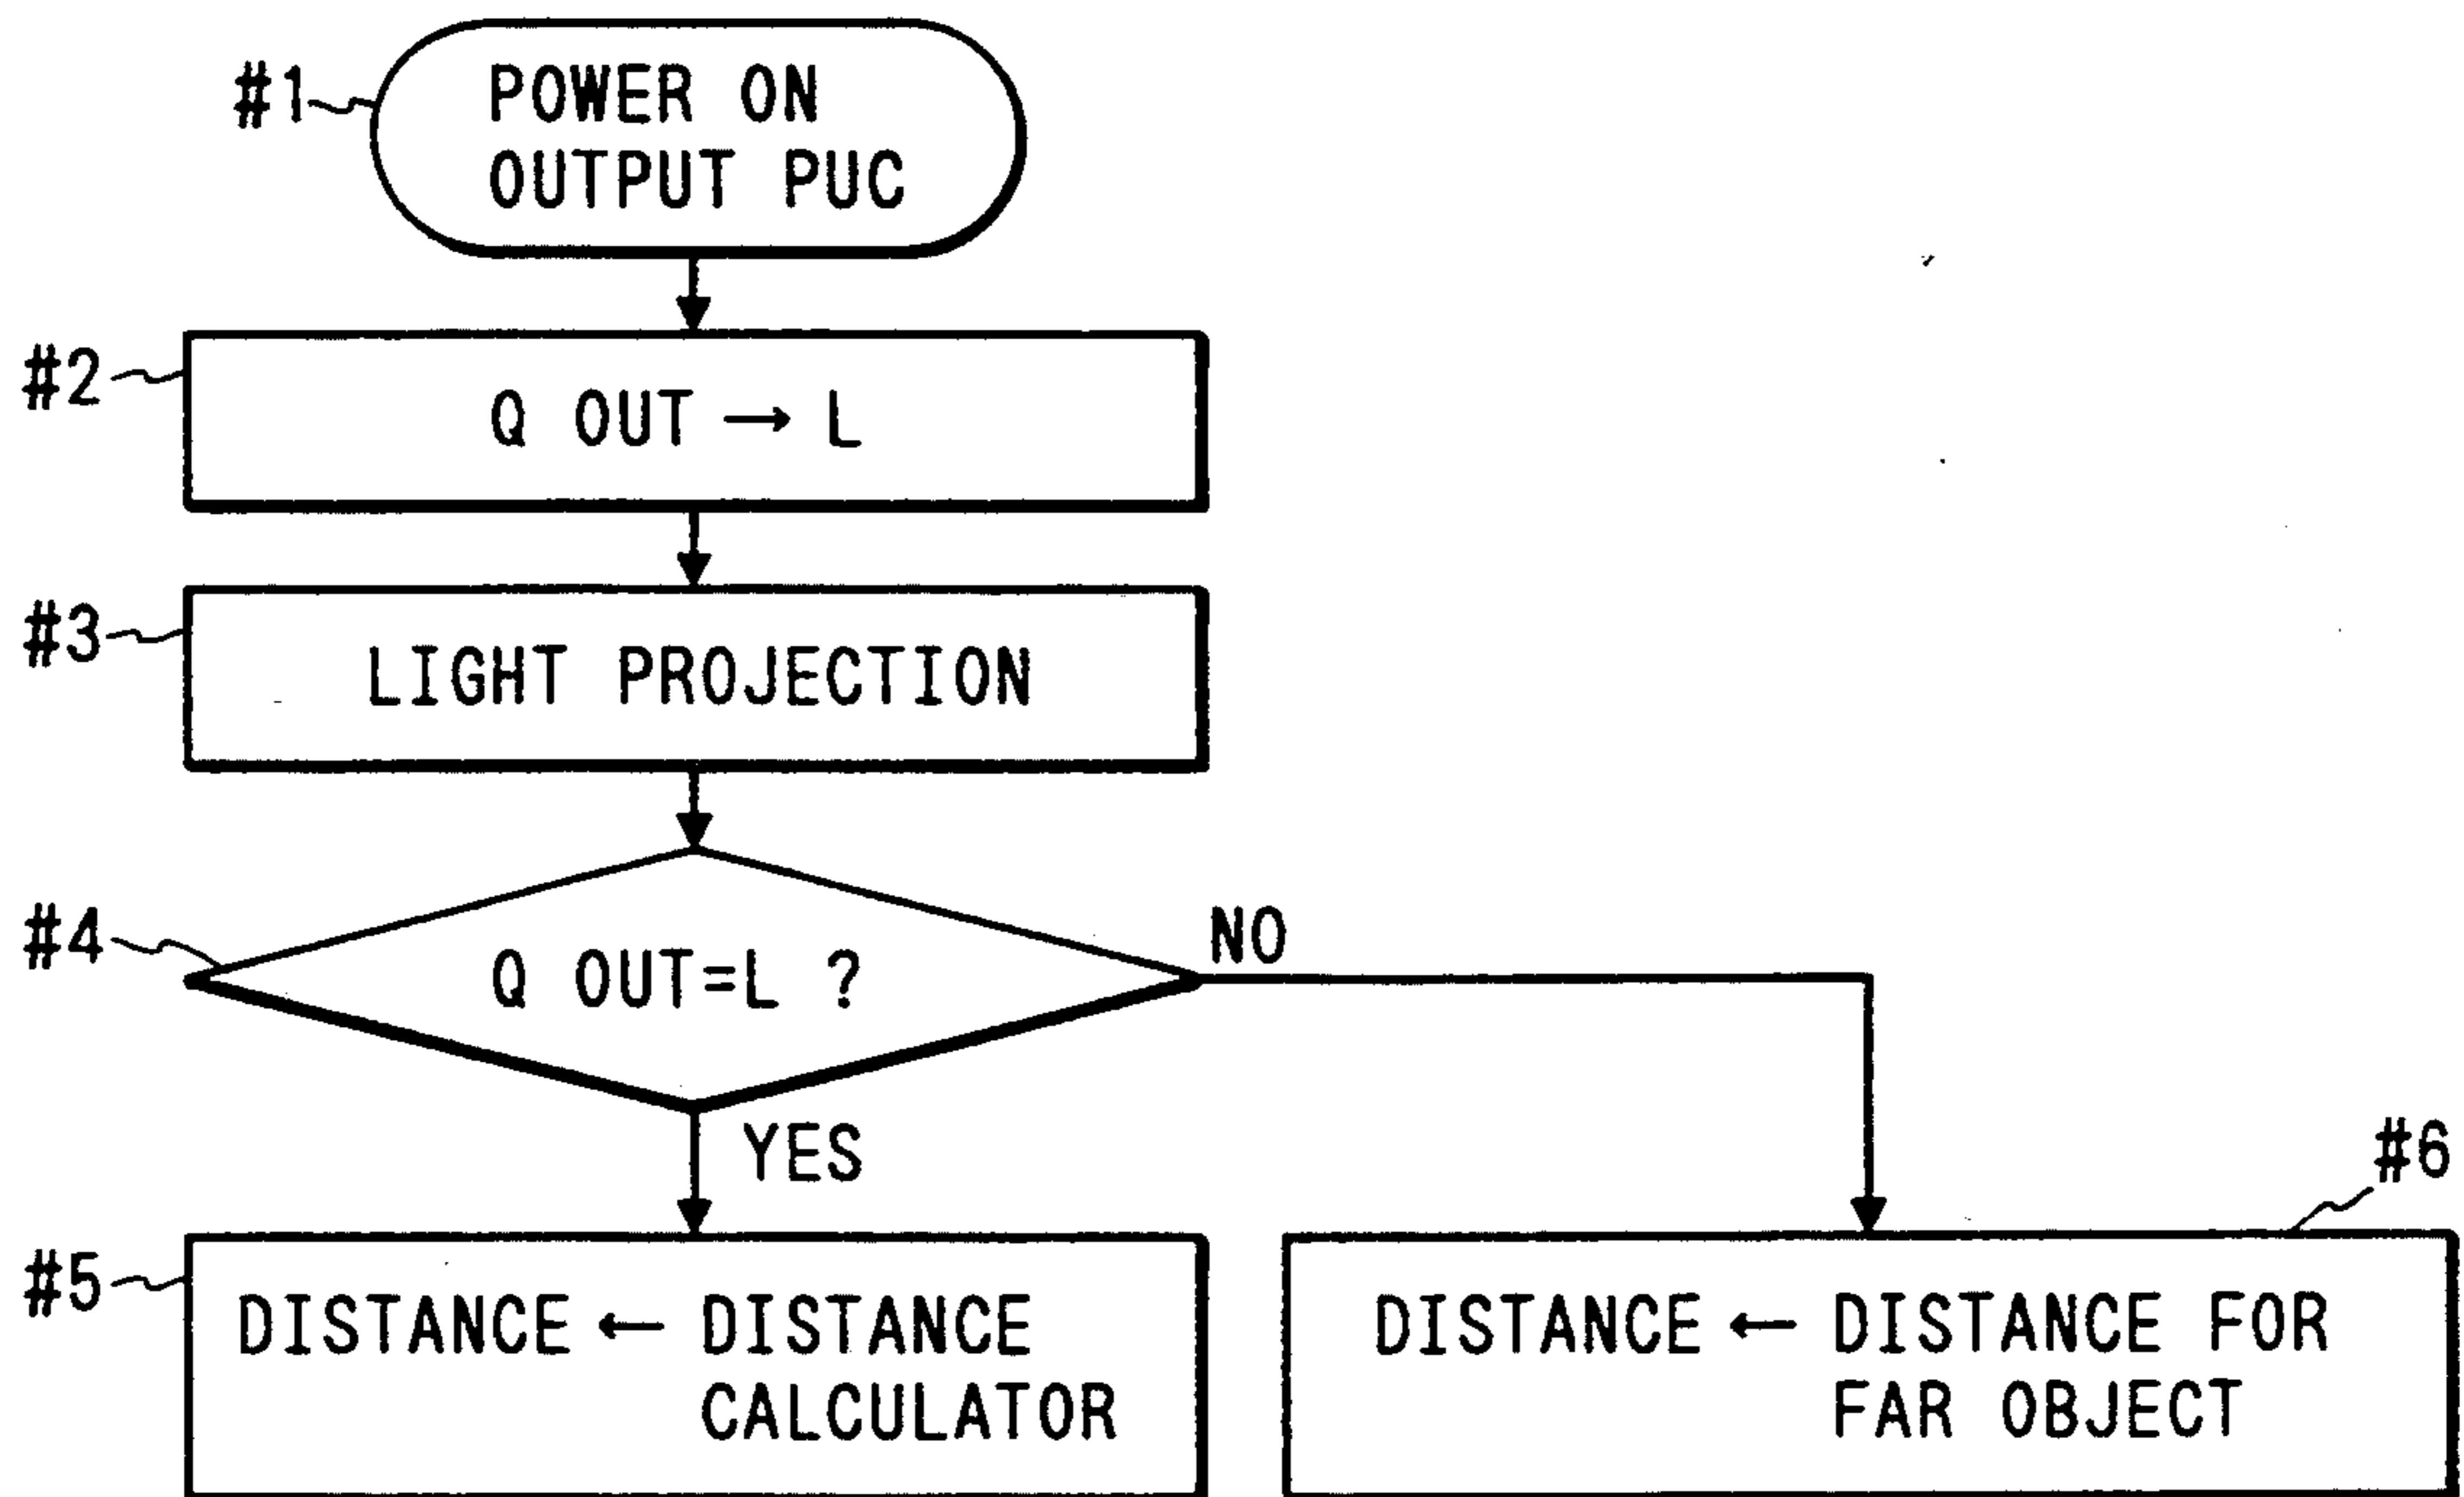 #1
POWER ON
OUTPUT PUC
#2
Q OUT → L
#3
LIGHT PROJECTION
#4
Q OUT=L ?
NO
YES
#5
DISTANCE ← DISTANCE
CALCULATOR
#6
DISTANCE ← DISTANCE FOR
FAR OBJECT